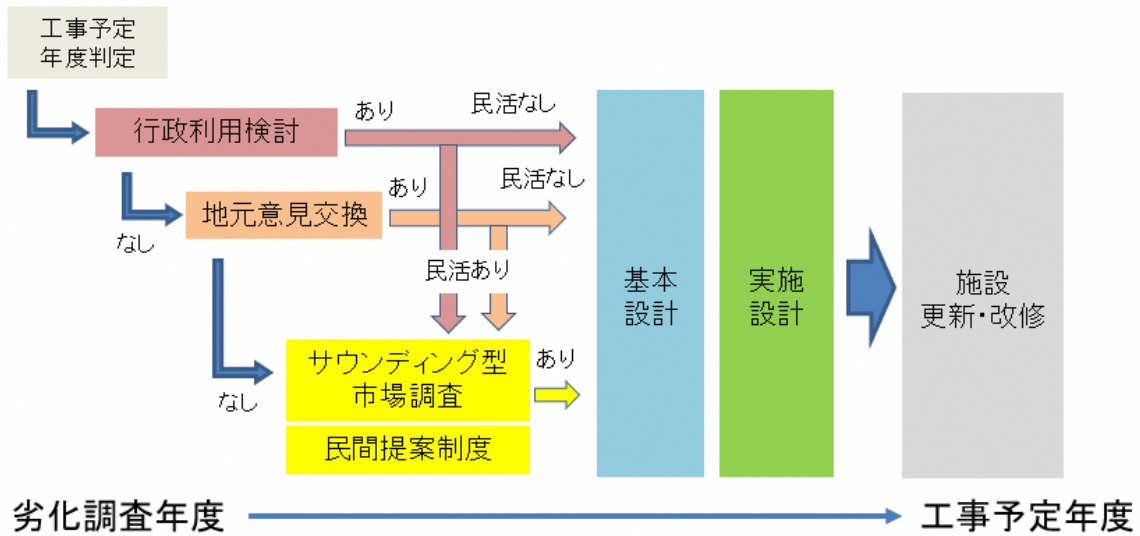 工事予定
年度判定
行政利用検討
あり
民活なし
なし
地元意見交換
あり
民活なし
民活あり
なし
サウンディング型
市場調査
あり
民間提案制度
基本
設計
実施
設計
施設
更新・改修
劣化調査年度
工事予定年度